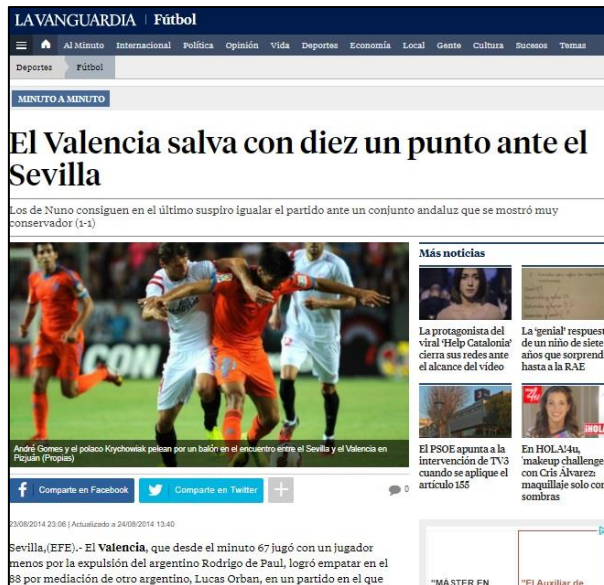 LA VANGUARDIA | Fútbol
Al Minuto Internacional Política Opinión Vida Deportes Economía Local Gente Cultura Sucesos Temas
Deportes Fútbol
MINUTO A MINUTO
El Valencia salva con diez un punto ante el
Sevilla
Los de Nuno consiguen en el último suspiro igualar el partido ante un conjunto andaluz que se mostró muy
conservador (1-1)
André Gomes y el polaco Krychowiak pelean por un balón en el encuentro entre el Sevilla y el Valencia en
Pizjuán (Propias)
Comparte en Facebook
Comparte en Twitter
0
23/08/2014 23:06 | Actualizado a 24/08/2014 13:40
Sevilla,(EFE).- El Valencia, que desde el minuto 67 jugó con un jugador
menos por la expulsión del argentino Rodrigo de Paul, logró empatar en el
88 por mediación de otro argentino, Lucas Orban, en un partido en el que
Más noticias
La protagonista del
viral 'Help Catalonia'
cierra sus redes ante
el alcance del vídeo
La 'genial' respuest
de un niño de siete
años que sorprend
hasta a la RAE
El PSOE apunta a la
intervención de TV3
cuando se aplique el
artículo 155
¡HOL
En HOLA!4u,
'makeup challenge
con Cris Álvarez:
maquillaje solo con
sombras
"MÁSTER EN
"El Auxiliar de